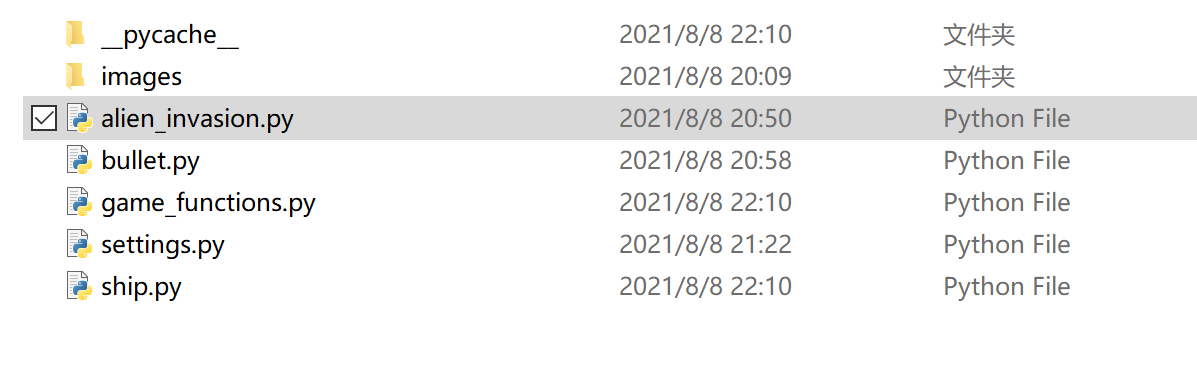 __pycache__ 2021/8/8 22:10 文件夹
images 2021/8/8 20:09 文件夹
alien_invasion.py 2021/8/8 20:50 Python File
bullet.py 2021/8/8 20:58 Python File
game_functions.py 2021/8/8 22:10 Python File
settings.py 2021/8/8 21:22 Python File
ship.py 2021/8/8 22:10 Python File